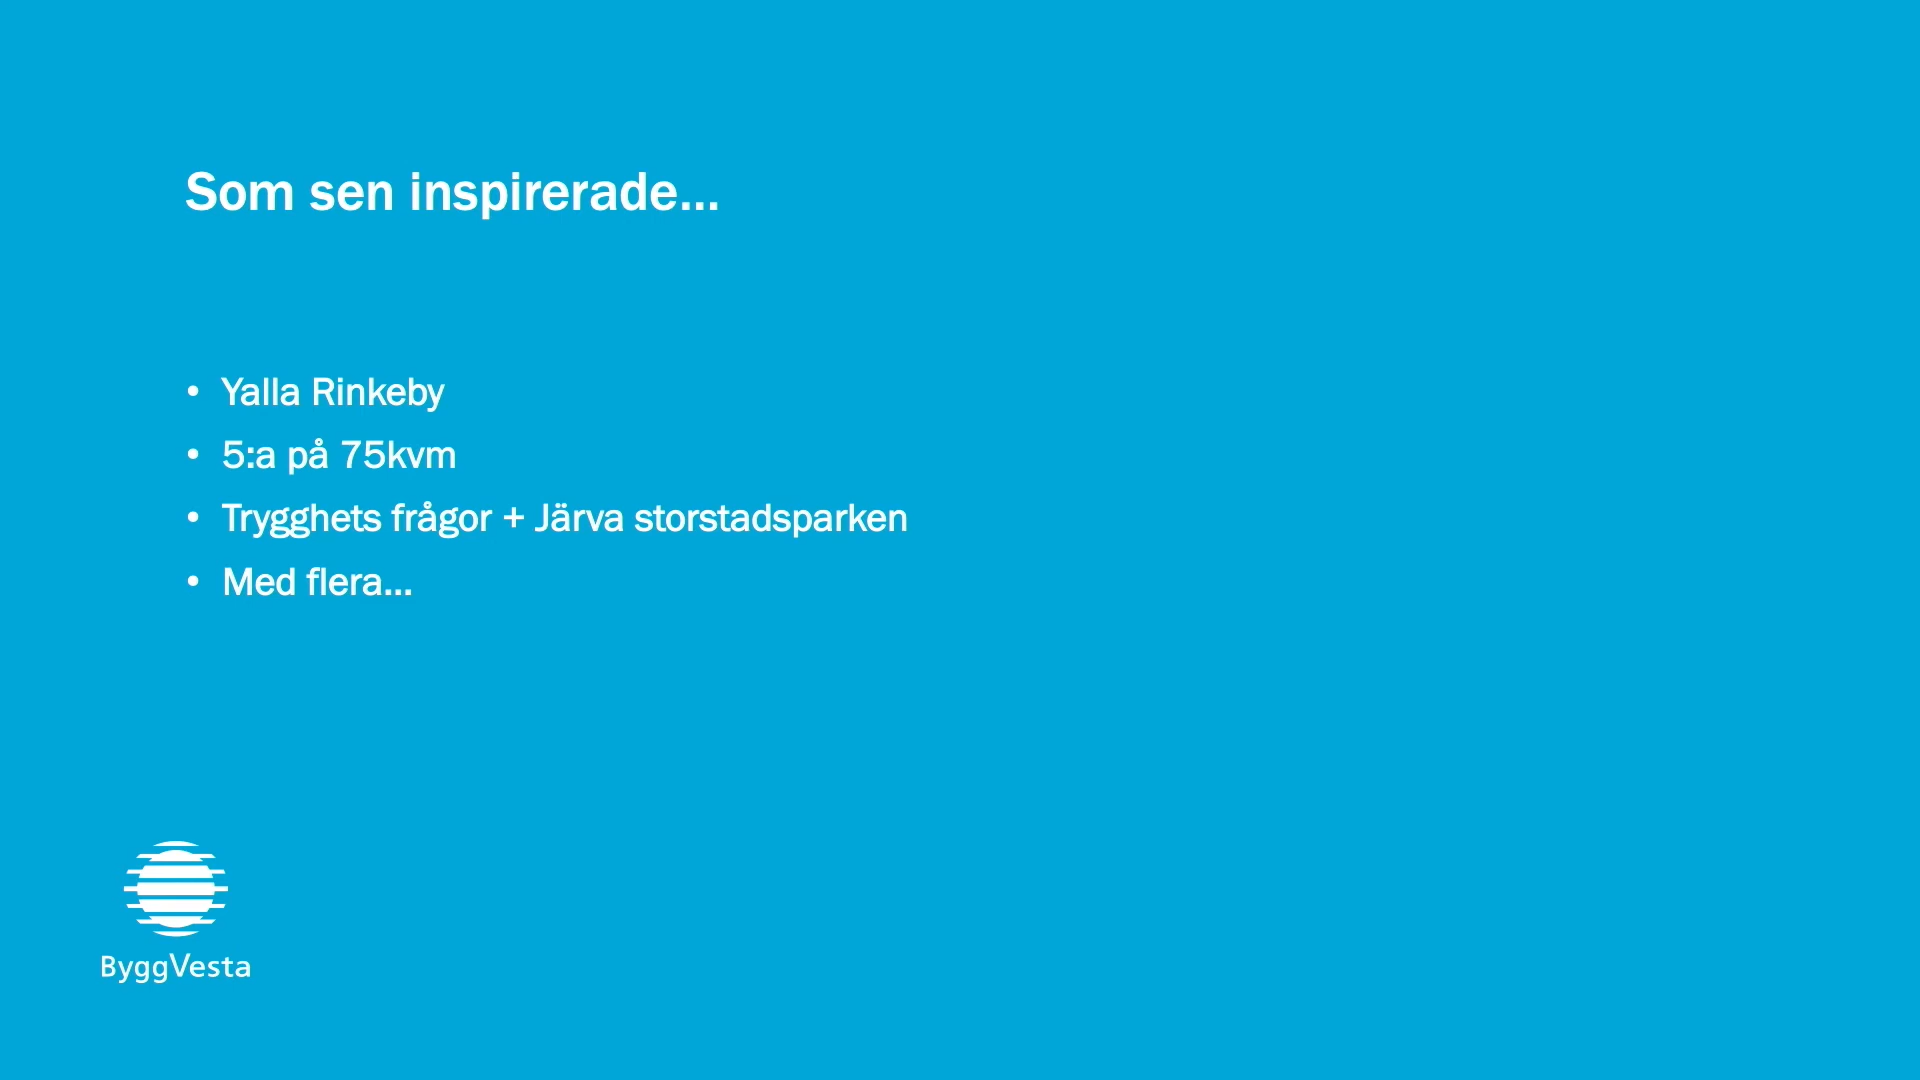 Som sen inspirerade...
• Yalla Rinkeby
• 5:a på 75kvm
• Trygghets frågor + Järva storstadsparken
• Med flera...
ByggVesta